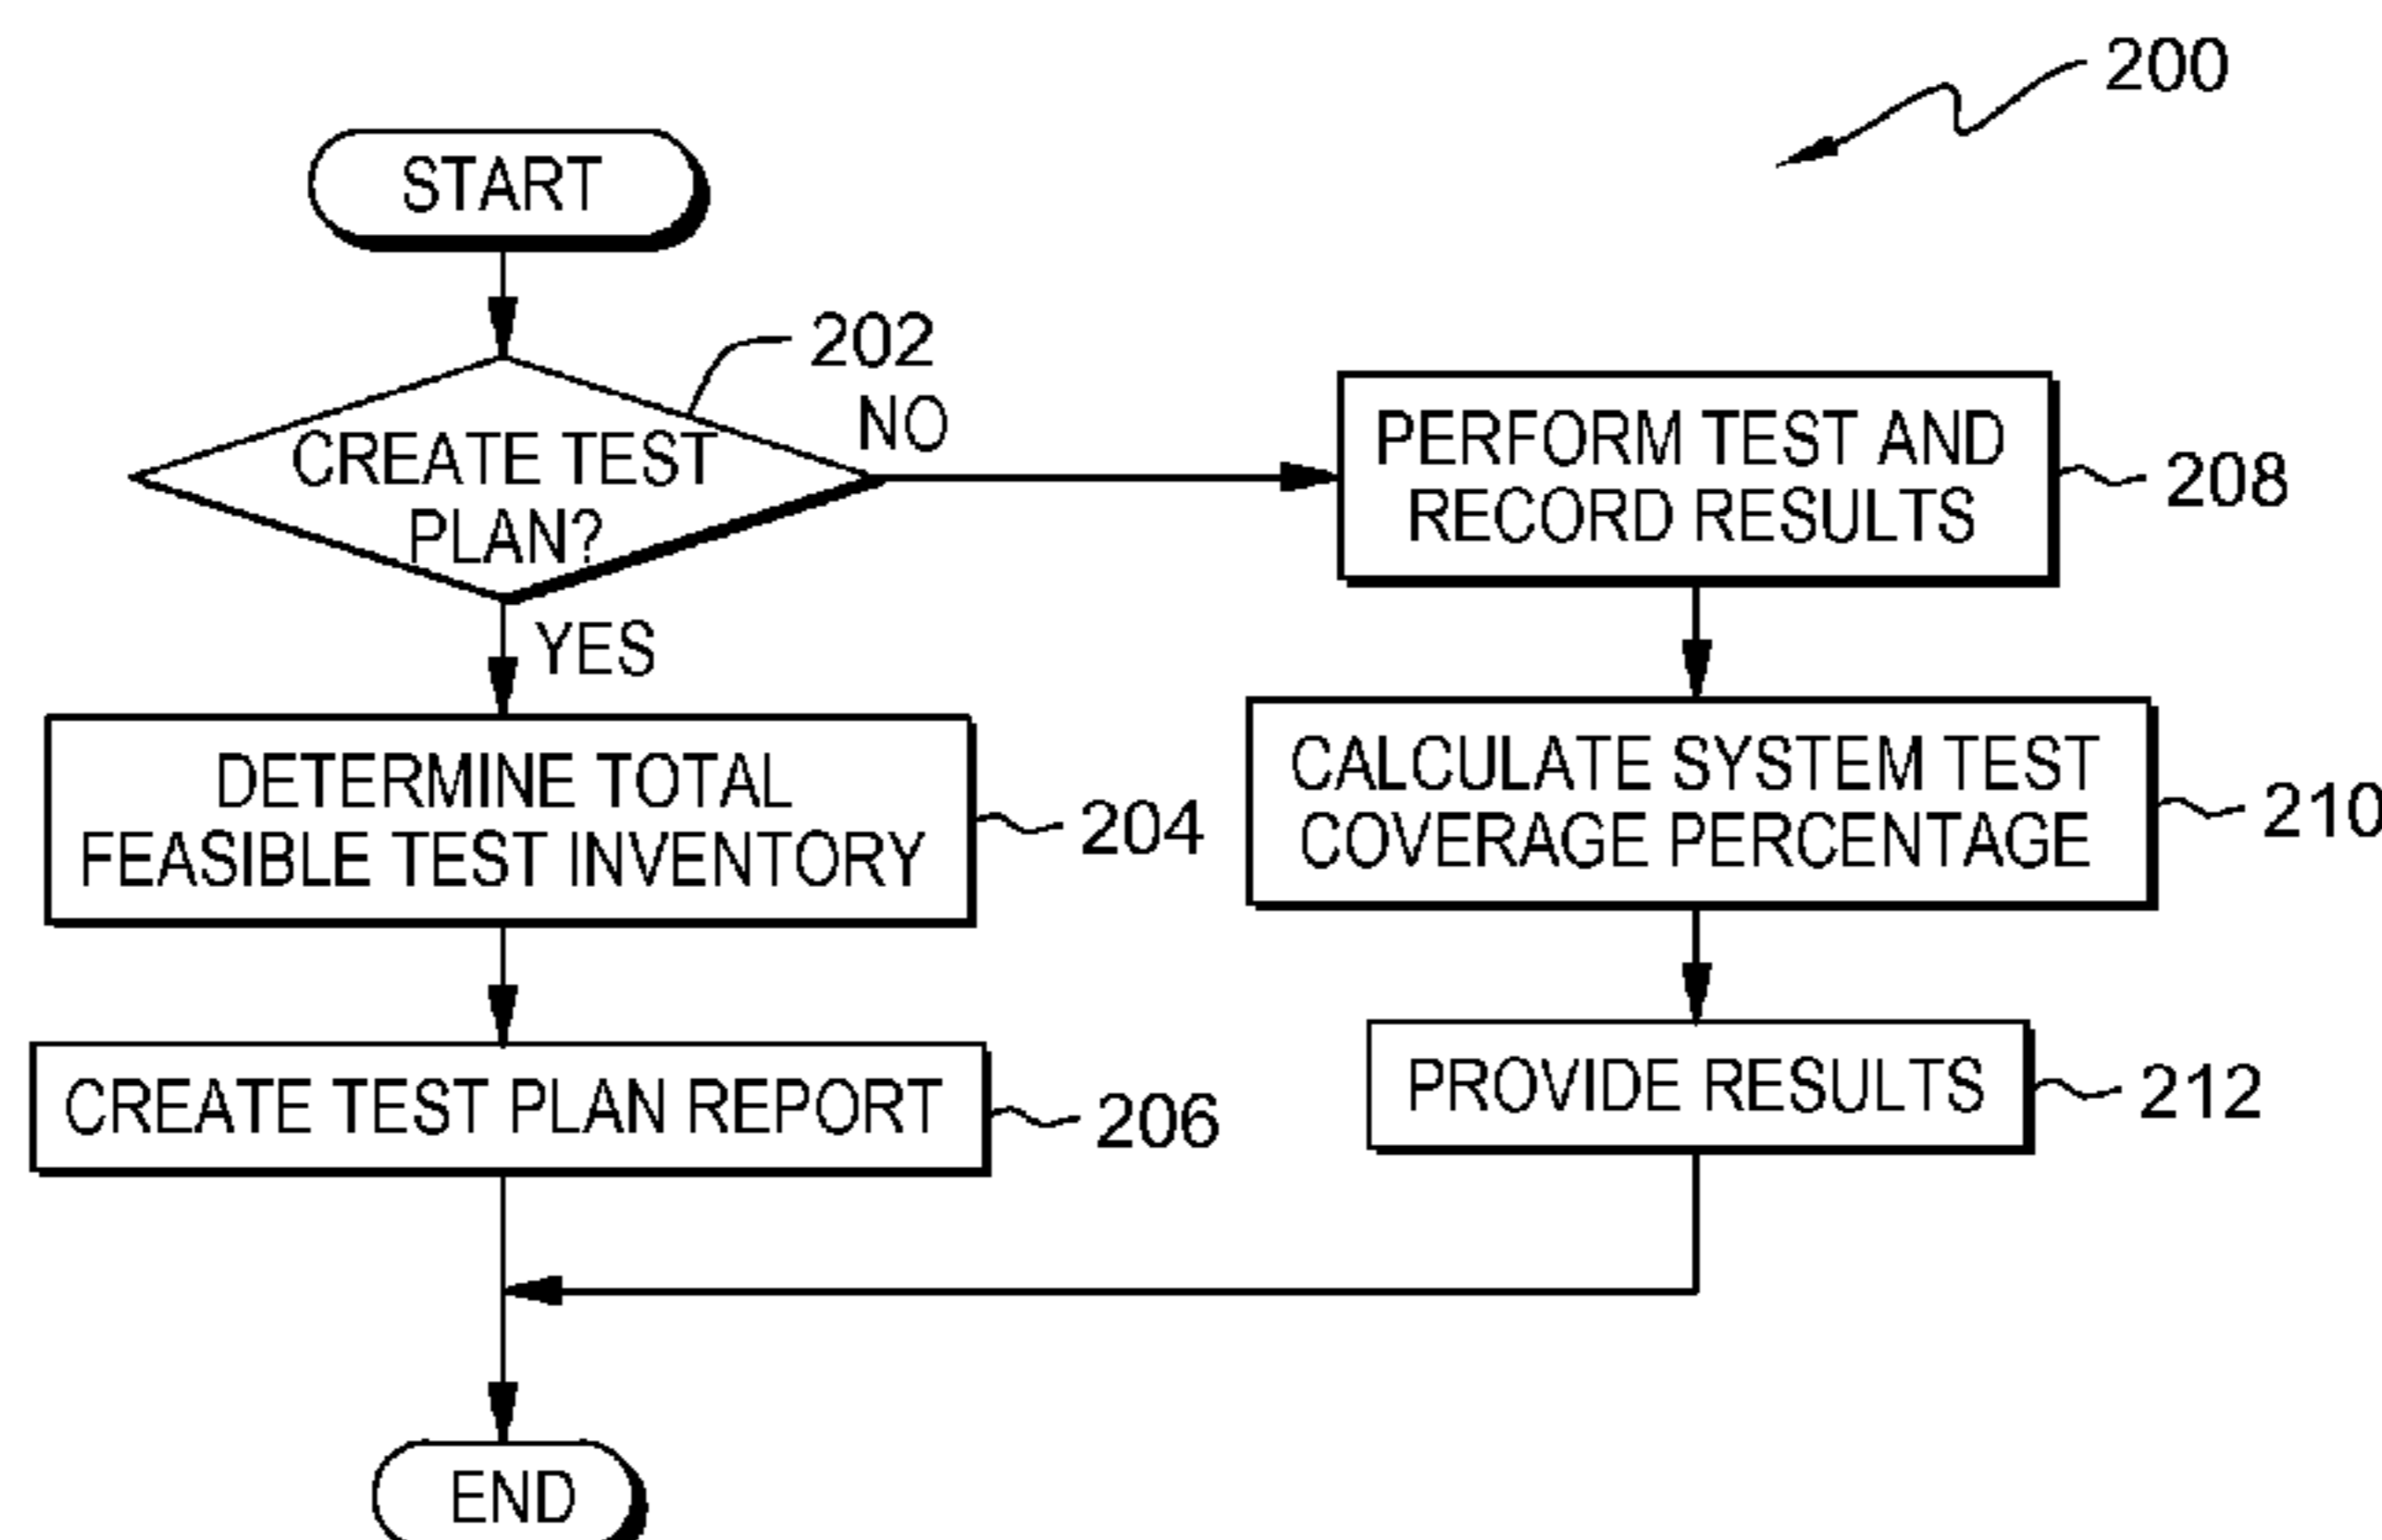 200
START
202
NO
CREATE TEST
PLAN?
YES
PERFORM TEST AND
RECORD RESULTS
208
DETERMINE TOTAL
FEASIBLE TEST INVENTORY
204
CALCULATE SYSTEM TEST
COVERAGE PERCENTAGE
210
CREATE TEST PLAN REPORT
206
PROVIDE RESULTS
212
END